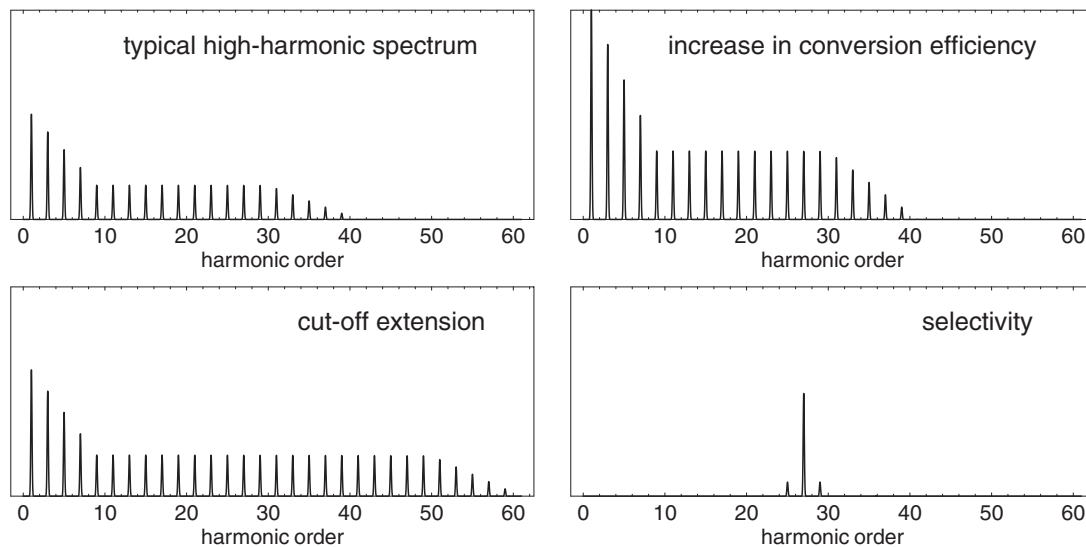 typical high-harmonic spectrum
0 10 20 30 40 50 60
harmonic order
increase in conversion efficiency
0 10 20 30 40 50 60
harmonic order
cut-off extension
0 10 20 30 40 50 60
harmonic order
selectivity
0 10 20 30 40 50 60
harmonic order